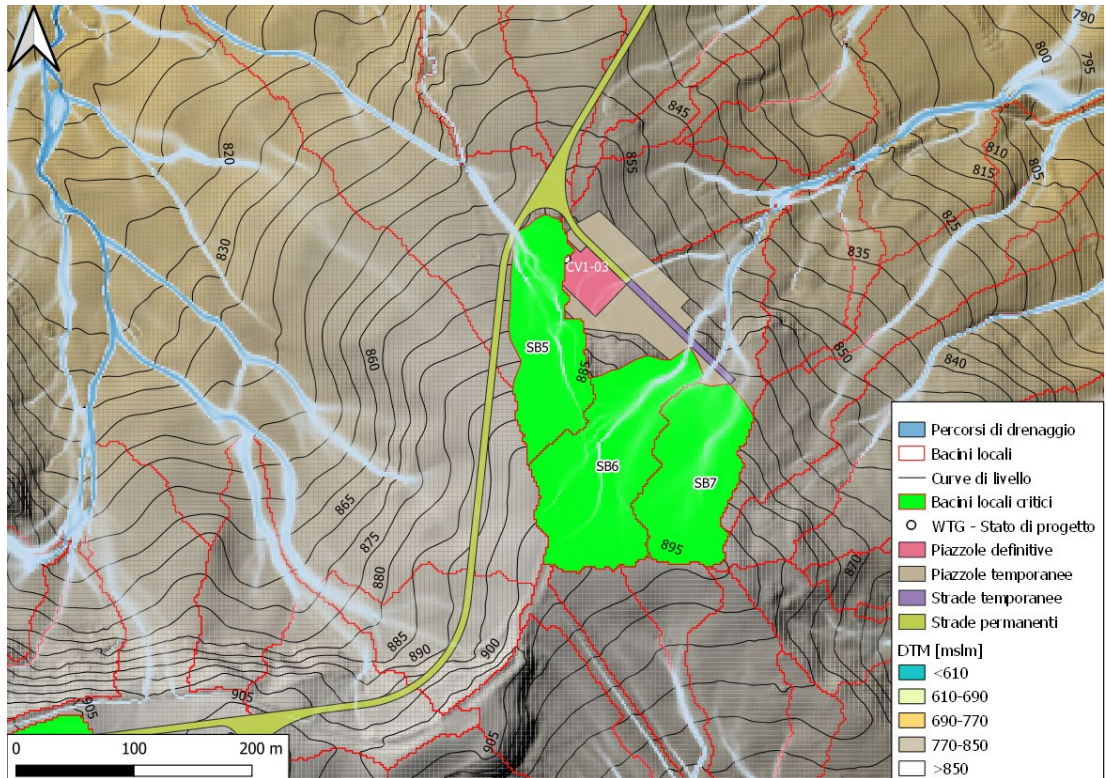 790
800
795
845
810
855
815
805
820
825
830
835
CV1-03
860
850
840
SB5
885
865
SB6
SB7
875
895
870
880
885
890
900
905
905
905
0 100 200 m
Percorsi di drenaggio
Bacini locali
Curve di livello
Bacini locali critici
WTG - Stato di progetto
Piazzole definitive
Piazzole temporanee
Strade temporanee
Strade permanenti
DTM [mslm]
<610
610-690
690-770
770-850
>850